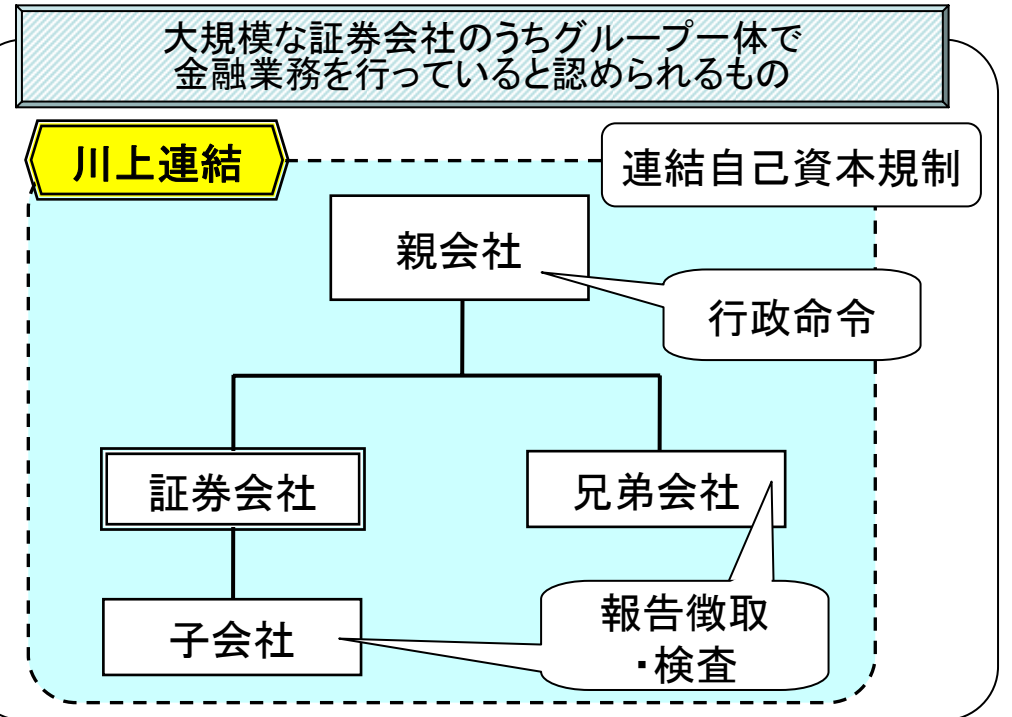 大規模な証券会社のうちグループ一体で
金融業務を行っていると認められるもの
川上連結
連結自己資本規制
親会社
行政命令
証券会社
兄弟会社
子会社
報告徴取
・検査